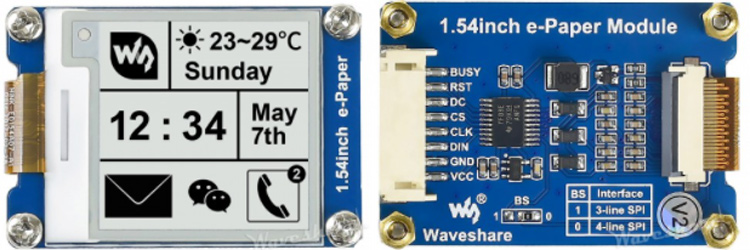 23~29°C
Sunday
12 : 34
May
7th
2
1.54inch e-Paper
1.54inch e-Paper Module
BUSY
RST
DC
CS
CLK
DIN
GND
VCC
BS
1 0
BS Interface
1 3-line SPI
0 4-line SPI
V2
®
Waveshare